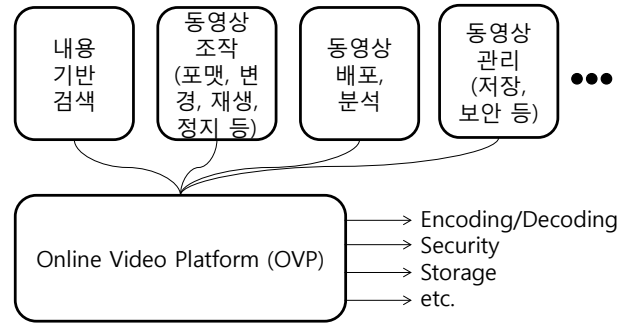 내용
기반
검색
동영상
조작
(포맷, 변
경, 재생,
정지 등)
동영상
배포,
분석
동영상
관리
(저장,
보안 등)
Online Video Platform (OVP)
Encoding/Decoding
Security
Storage
etc.